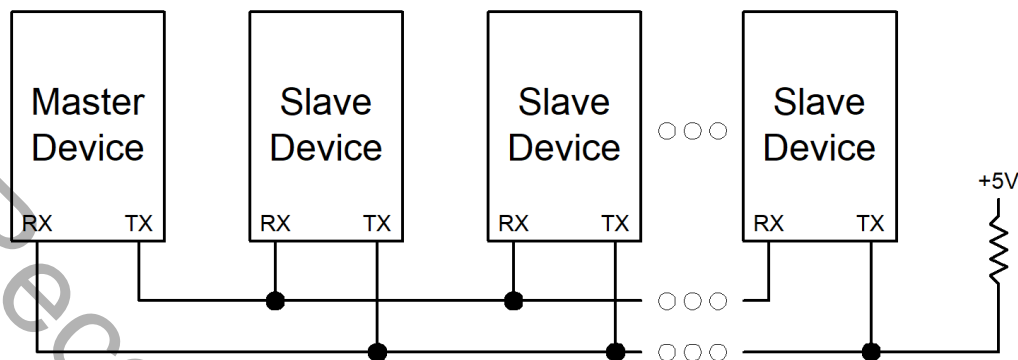 Master
Device
Slave
Device
Slave
Device
Slave
Device
+5V
RX TX
RX TX
RX TX
RX TX